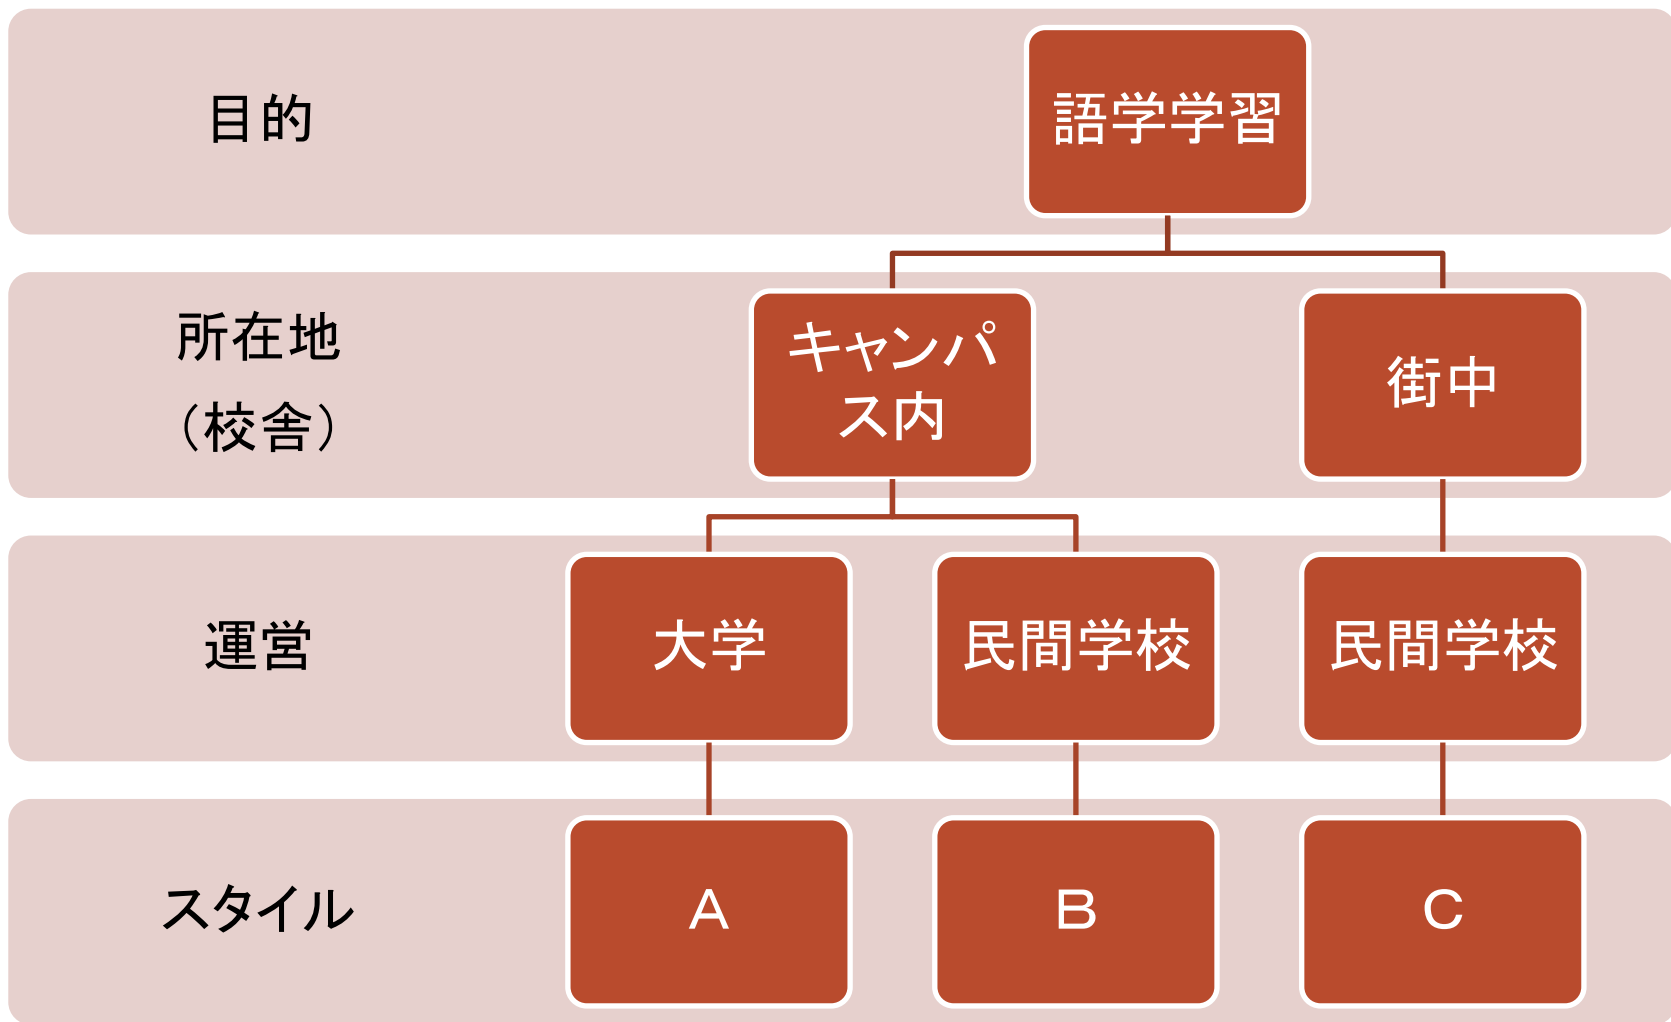 目的
語学学習
所在地
（校舎）
キャンパ
ス内
街中
運営
大学
民間学校
民間学校
スタイル
A
B
C